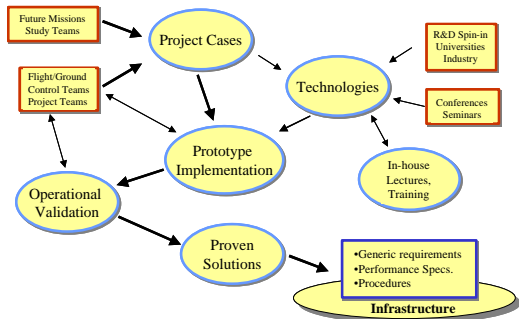 Future Missions
Study Teams
Project Cases
R&D Spin-in
Universities
Industry
Flight/Ground
Control Teams
Project Teams
Technologies
Conferences
Seminars
Prototype
Implementation
In-house
Lectures,
Training
Operational
Validation
Proven
Solutions
•Generic requirements
•Performance Specs.
•Procedures
Infrastructure